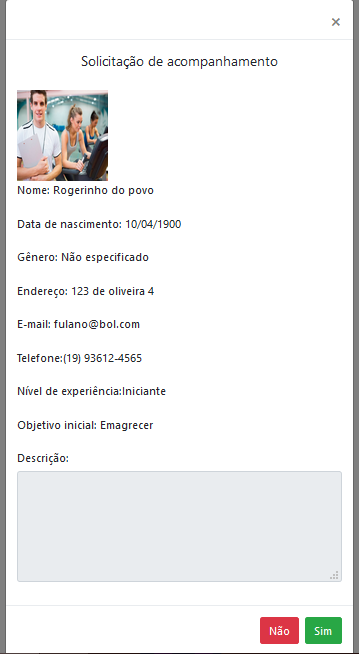 ×
Solicitação de acompanhamento
Nome: Rogerinho do povo
Data de nascimento: 10/04/1900
Gênero: Não especificado
Endereço: 123 de oliveira 4
E-mail: fulano@bol.com
Telefone:(19) 93612-4565
Nível de experiência:Iniciante
Objetivo inicial: Emagrecer
Descrição:
Não Sim